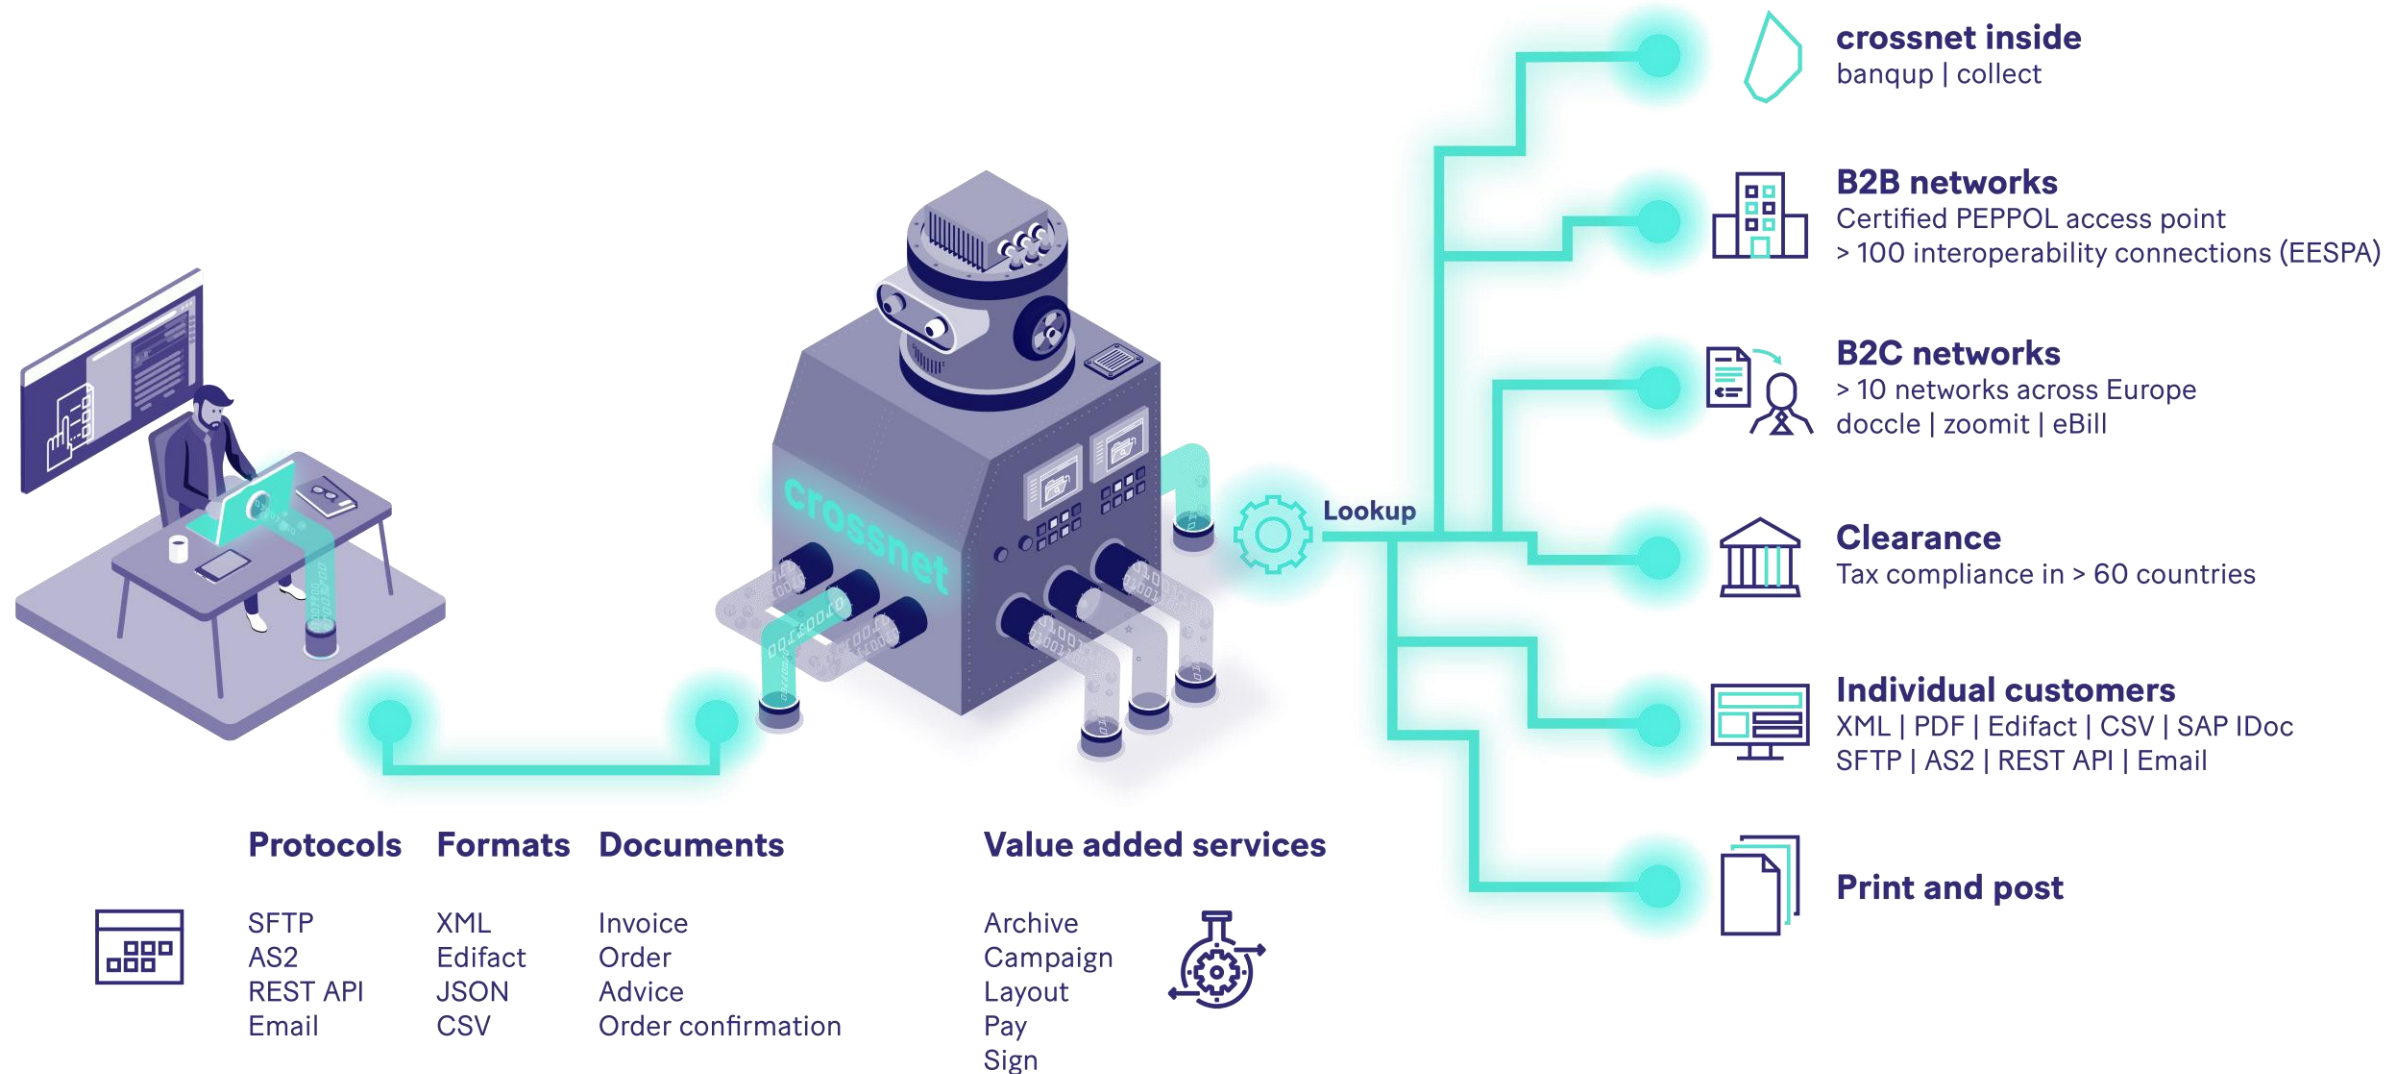 crossnet inside
banqup | collect
B2B networks
Certified PEPPOL access point
> 100 interoperability connections (EESPA)
B2C networks
> 10 networks across Europe
doccle | zoomit | eBill
Clearance
Tax compliance in > 60 countries
Individual customers
XML | PDF | Edifact | CSV | SAP IDoc
SFTP | AS2 | REST API | Email
Print and post
Lookup
crossnet
Protocols
SFTP
AS2
REST API
Email
Formats
XML
Edifact
JSON
CSV
Documents
Invoice
Order
Advice
Order confirmation
Value added services
Archive
Campaign
Layout
Pay
Sign